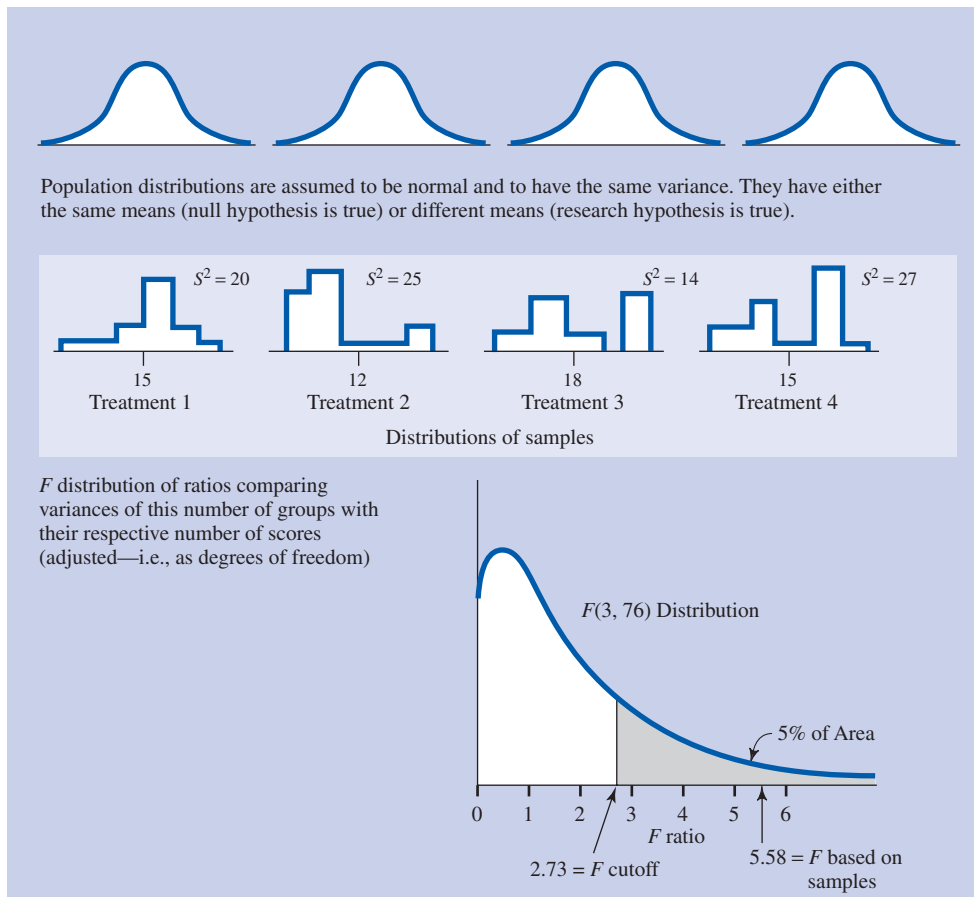 Population distributions are assumed to be normal and to have the same variance. They have either
the same means (null hypothesis is true) or different means (research hypothesis is true).
S² = 20
S² = 25
S² = 14
S² = 27
15
12
18
15
Treatment 1
Treatment 2
Treatment 3
Treatment 4
Distributions of samples
F distribution of ratios comparing
variances of this number of groups with
their respective number of scores
(adjusted—i.e., as degrees of freedom)
F(3, 76) Distribution
5% of Area
0 1 2 3 4 5 6
F ratio
2.73 = F cutoff
5.58 = F based on
samples